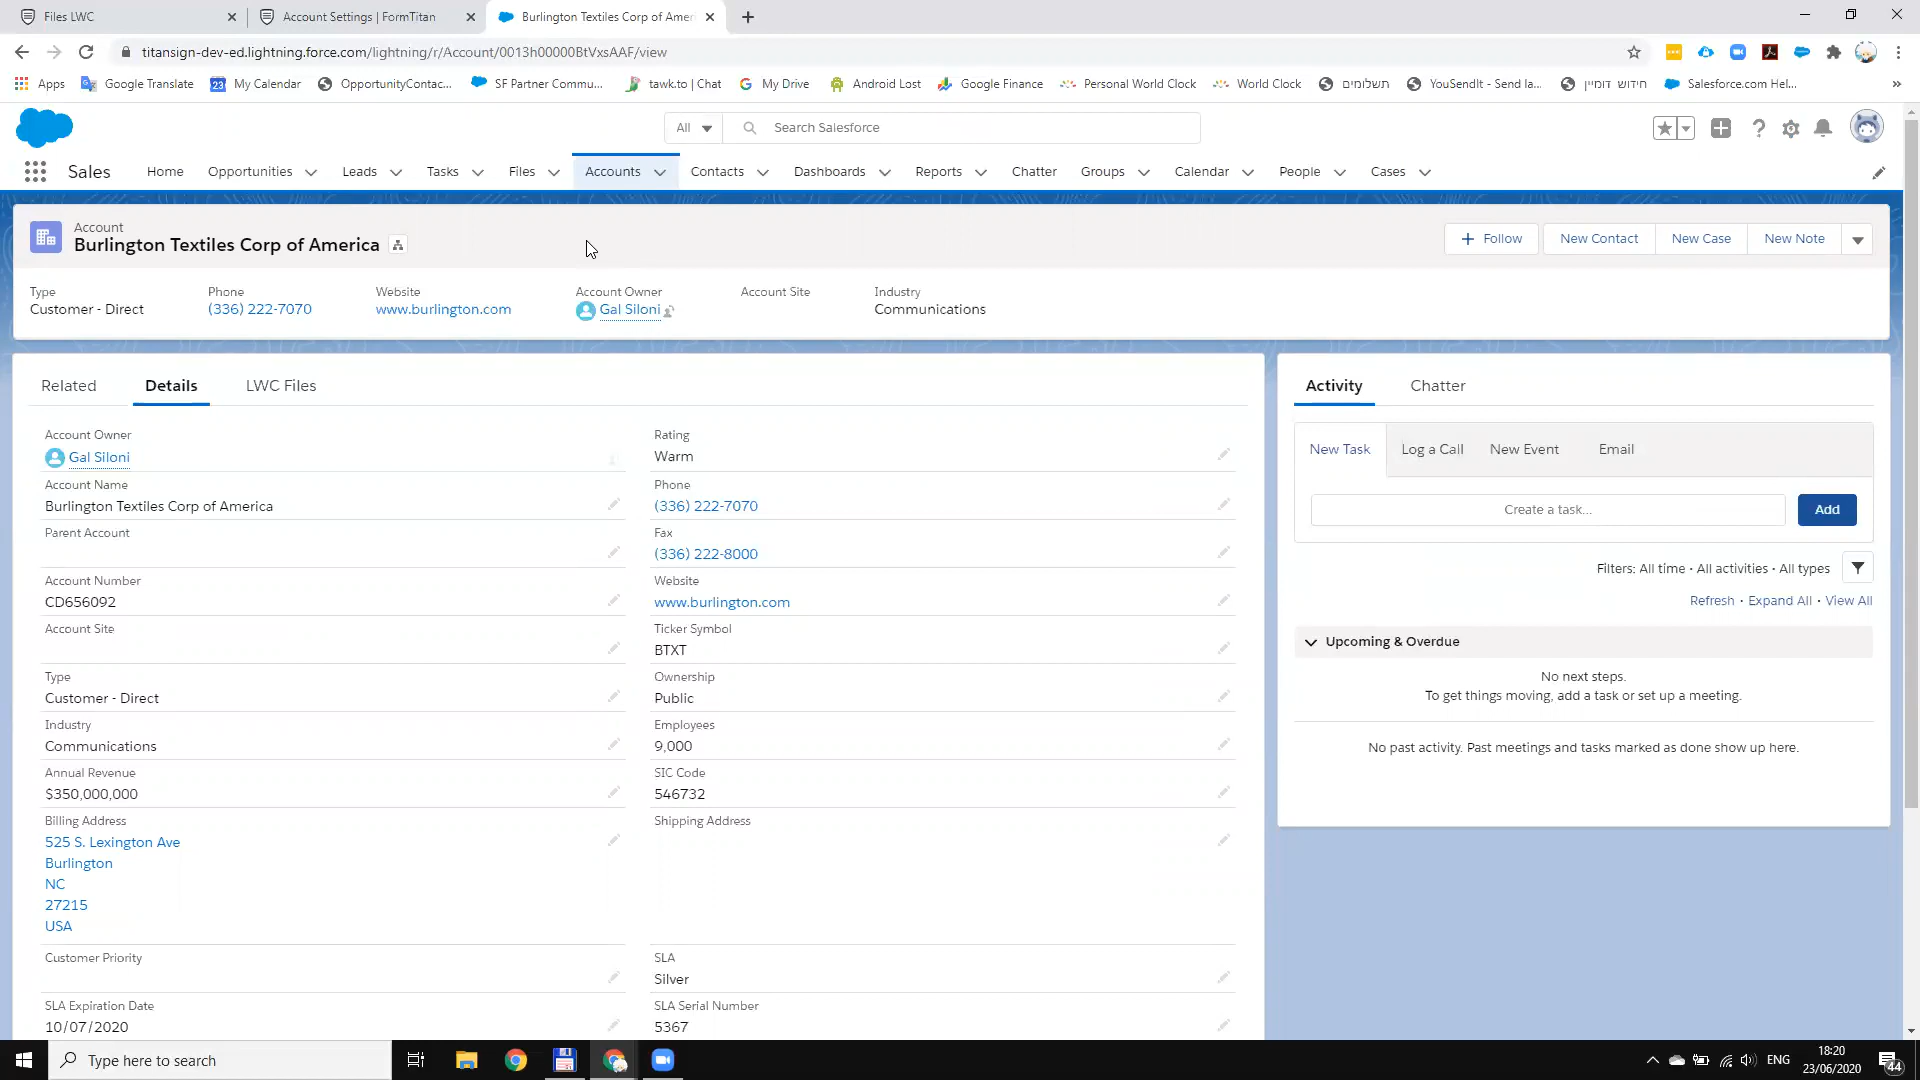 Files LWC
Account Settings | FormTitan
Burlington Textiles Corp of Amer
titansign-dev-ed.lightning.force.com/lightning/r/Account/0013h00000BtVxsAAF/view
Apps
Google Translate
My Calendar
OpportunityContac...
SF Partner Commu...
tawk.to | Chat
My Drive
Android Lost
Google Finance
Personal World Clock
World Clock
תשלומים
YouSendIt - Send la...
חידוש דומיין
Salesforce.com Hel...
All
Search Salesforce
Sales
Home
Opportunities
Leads
Tasks
Files
Accounts
Contacts
Dashboards
Reports
Chatter
Groups
Calendar
People
Cases
Account
Burlington Textiles Corp of America
Follow
New Contact
New Case
New Note
Type
Phone
Website
Account Owner
Account Site
Industry
Customer - Direct
(336) 222-7070
www.burlington.com
Gal Siloni
Communications
Related
Details
LWC Files
Account Owner
Gal Siloni
Rating
Warm
Account Name
Burlington Textiles Corp of America
Phone
(336) 222-7070
Parent Account
Fax
(336) 222-8000
Account Number
CD656092
Website
www.burlington.com
Account Site
Ticker Symbol
BTXT
Type
Customer - Direct
Ownership
Public
Industry
Communications
Employees
9,000
Annual Revenue
$350,000,000
SIC Code
546732
Billing Address
525 S. Lexington Ave
Burlington
NC
27215
USA
Shipping Address
Customer Priority
SLA
Silver
SLA Expiration Date
10/07/2020
SLA Serial Number
5367
Activity
Chatter
New Task
Log a Call
New Event
Email
Create a task...
Add
Filters: All time • All activities • All types
Refresh • Expand All • View All
Upcoming & Overdue
No next steps.
To get things moving, add a task or set up a meeting.
No past activity. Past meetings and tasks marked as done show up here.
Type here to search
ENG
18:20
23/06/2020
44